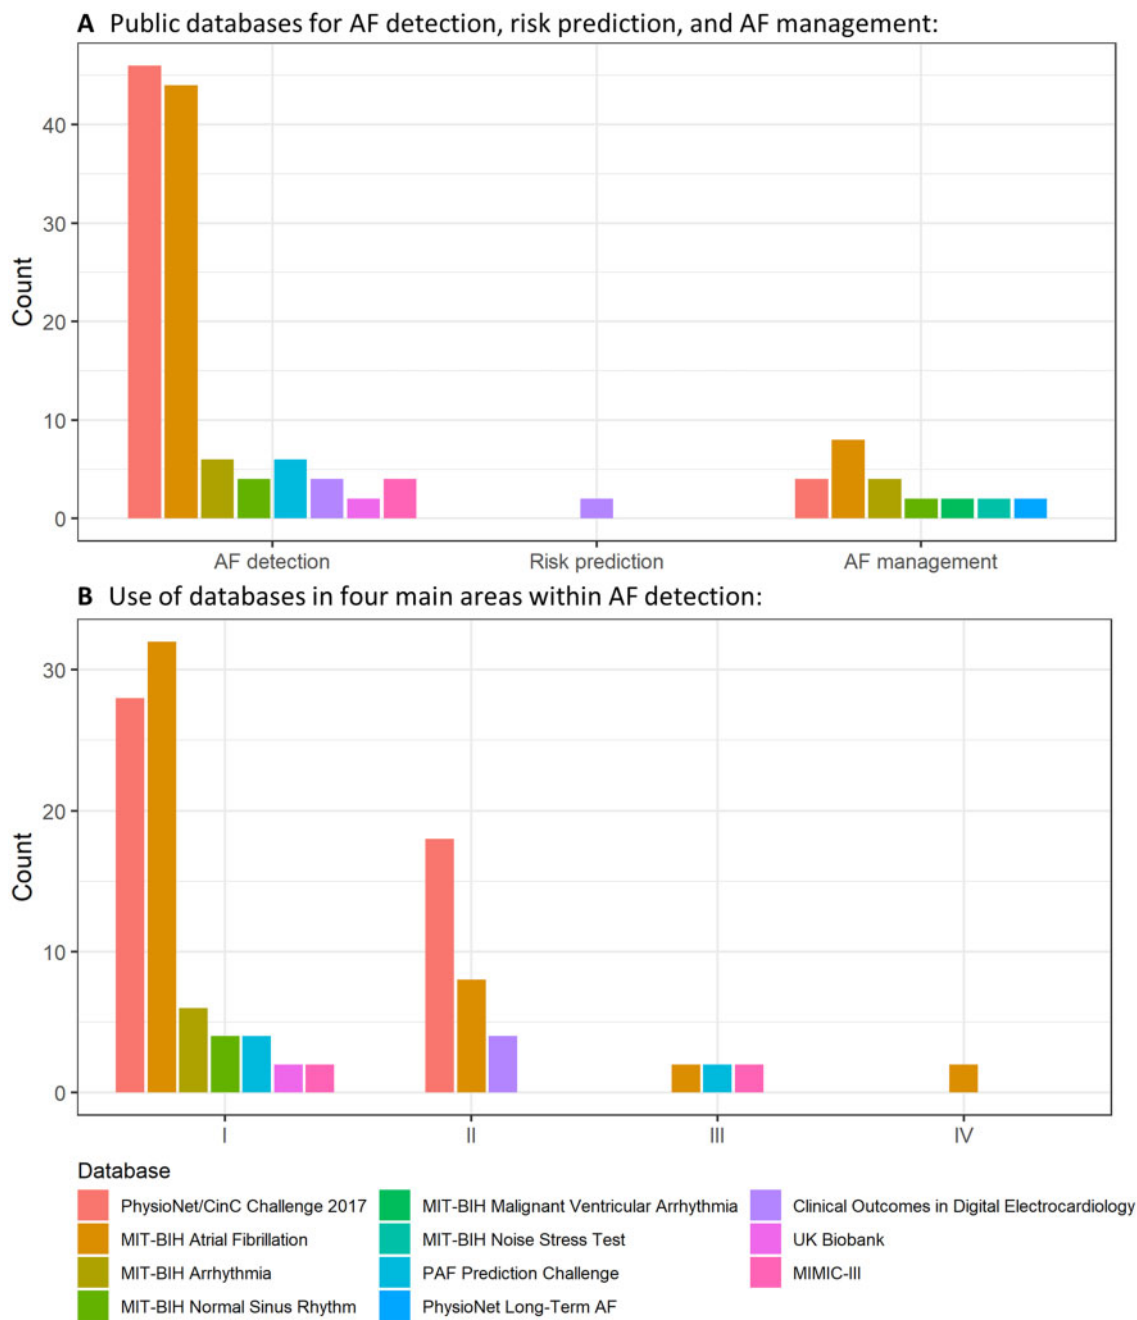 A Public databases for AF detection, risk prediction, and AF management:
Count
40
30
20
10
0
AF detection Risk prediction AF management
B Use of databases in four main areas within AF detection:
Count
30
20
10
0
I II III IV
Database
PhysioNet/CinC Challenge 2017 MIT-BIH Malignant Ventricular Arrhythmia Clinical Outcomes in Digital Electrocardiology
MIT-BIH Atrial Fibrillation MIT-BIH Noise Stress Test UK Biobank
MIT-BIH Arrhythmia PAF Prediction Challenge MIMIC-III
MIT-BIH Normal Sinus Rhythm PhysioNet Long-Term AF